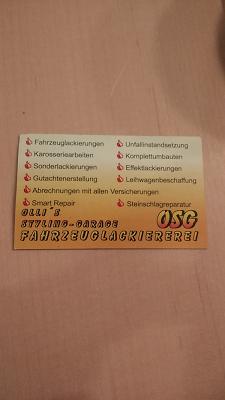 Fahrzeuglackierungen Unfallinstandsetzung
Karosseriearbeiten Komplettumbauten
Sonderlackierungen Effektlackierungen
Gutachtenerstellung Leihwagenbeschaffung
Abrechnungen mit allen Versicherungen
Smart Repair Steinschlagreparatur
OLLI´S
STYLING-GARAGE OSG
FAHRZEUGLACKIEREREI